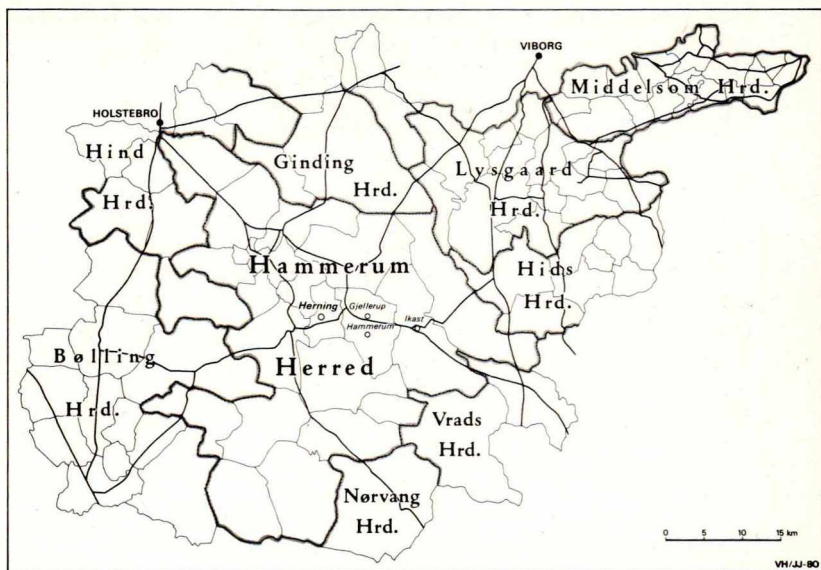 VIBORG
HOLSTEBRO
Middelsom Hrd.
Hind
Hrd.
Ginding
Hrd.
Lysgaard
Hrd.
Hammerum
Herred
Hids
Hrd.
Herning
Gjellerup
Hammerum
Ikast
Bølling
Hrd.
Vrads
Hrd.
Nørvang
Hrd.
0 5 10 15 km
VH/JJ-80